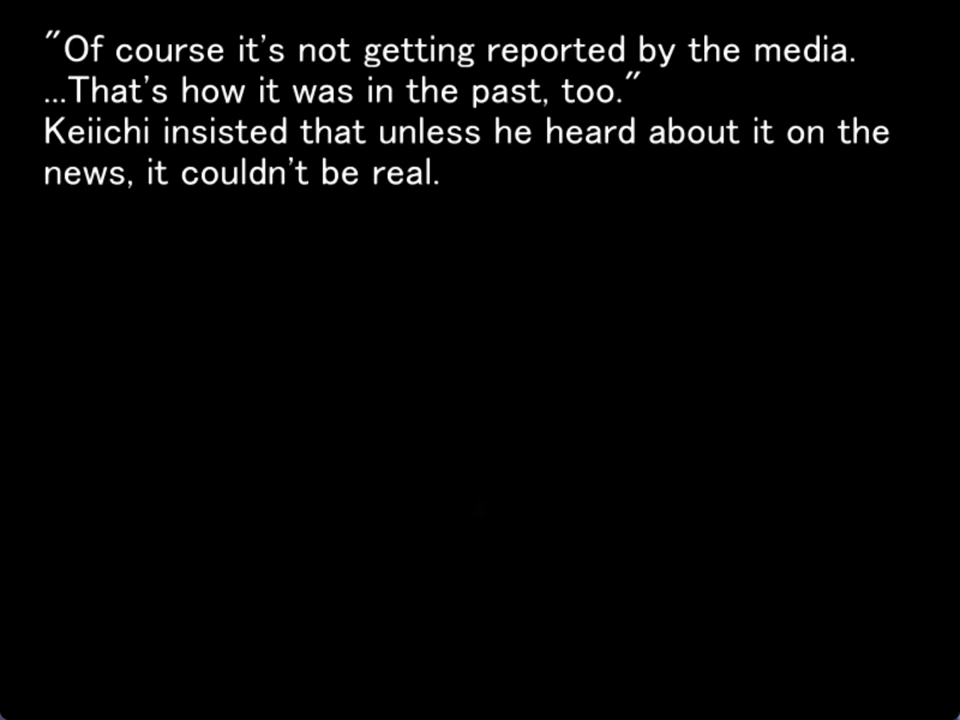 "Of course it's not getting reported by the media.
...That's how it was in the past, too."
Keiichi insisted that unless he heard about it on the
news, it couldn't be real.